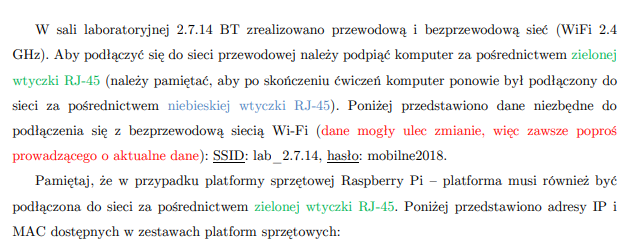 W sali laboratoryjnej 2.7.14 BT zrealizowano przewodową i bezprzewodową sieć (WiFi 2.4
GHz). Aby podłączyć się do sieci przewodowej należy podpiąć komputer za pośrednictwem zielonej
wtyczki RJ-45 (należy pamiętać, aby po skończeniu ćwiczeń komputer ponowie był podłączony do
sieci za pośrednictwem niebieskiej wtyczki RJ-45). Poniżej przedstawiono dane niezbędne do
podłączenia się z bezprzewodową siecią Wi-Fi (dane mogły ulec zmianie, więc zawsze poproś
prowadzącego o aktualne dane): SSID: lab_2.7.14, hasło: mobilne2018.
Pamiętaj, że w przypadku platformy sprzętowej Raspberry Pi – platforma musi również być
podłączona do sieci za pośrednictwem zielonej wtyczki RJ-45. Poniżej przedstawiono adresy IP i
MAC dostępnych w zestawach platform sprzętowych: